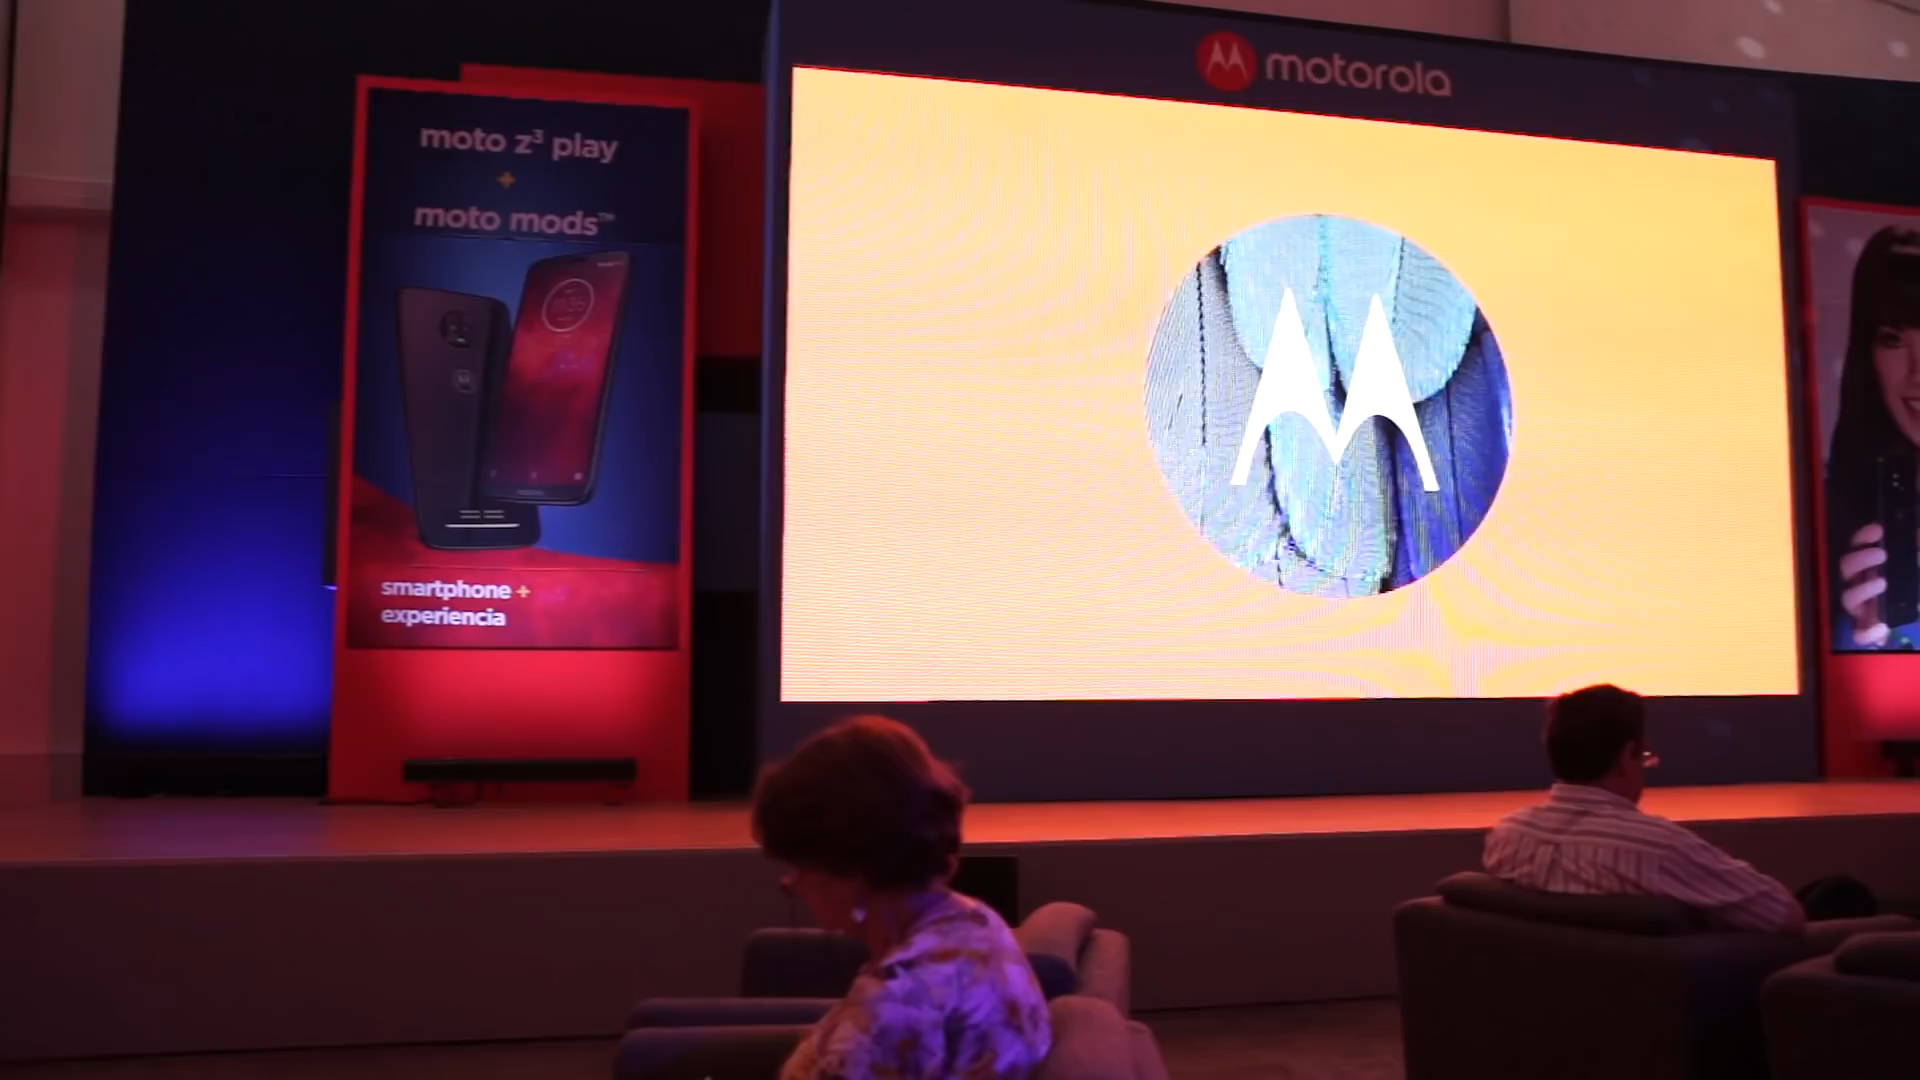 moto z³ play
+
moto mods™
smartphone +
experiencia
motorola